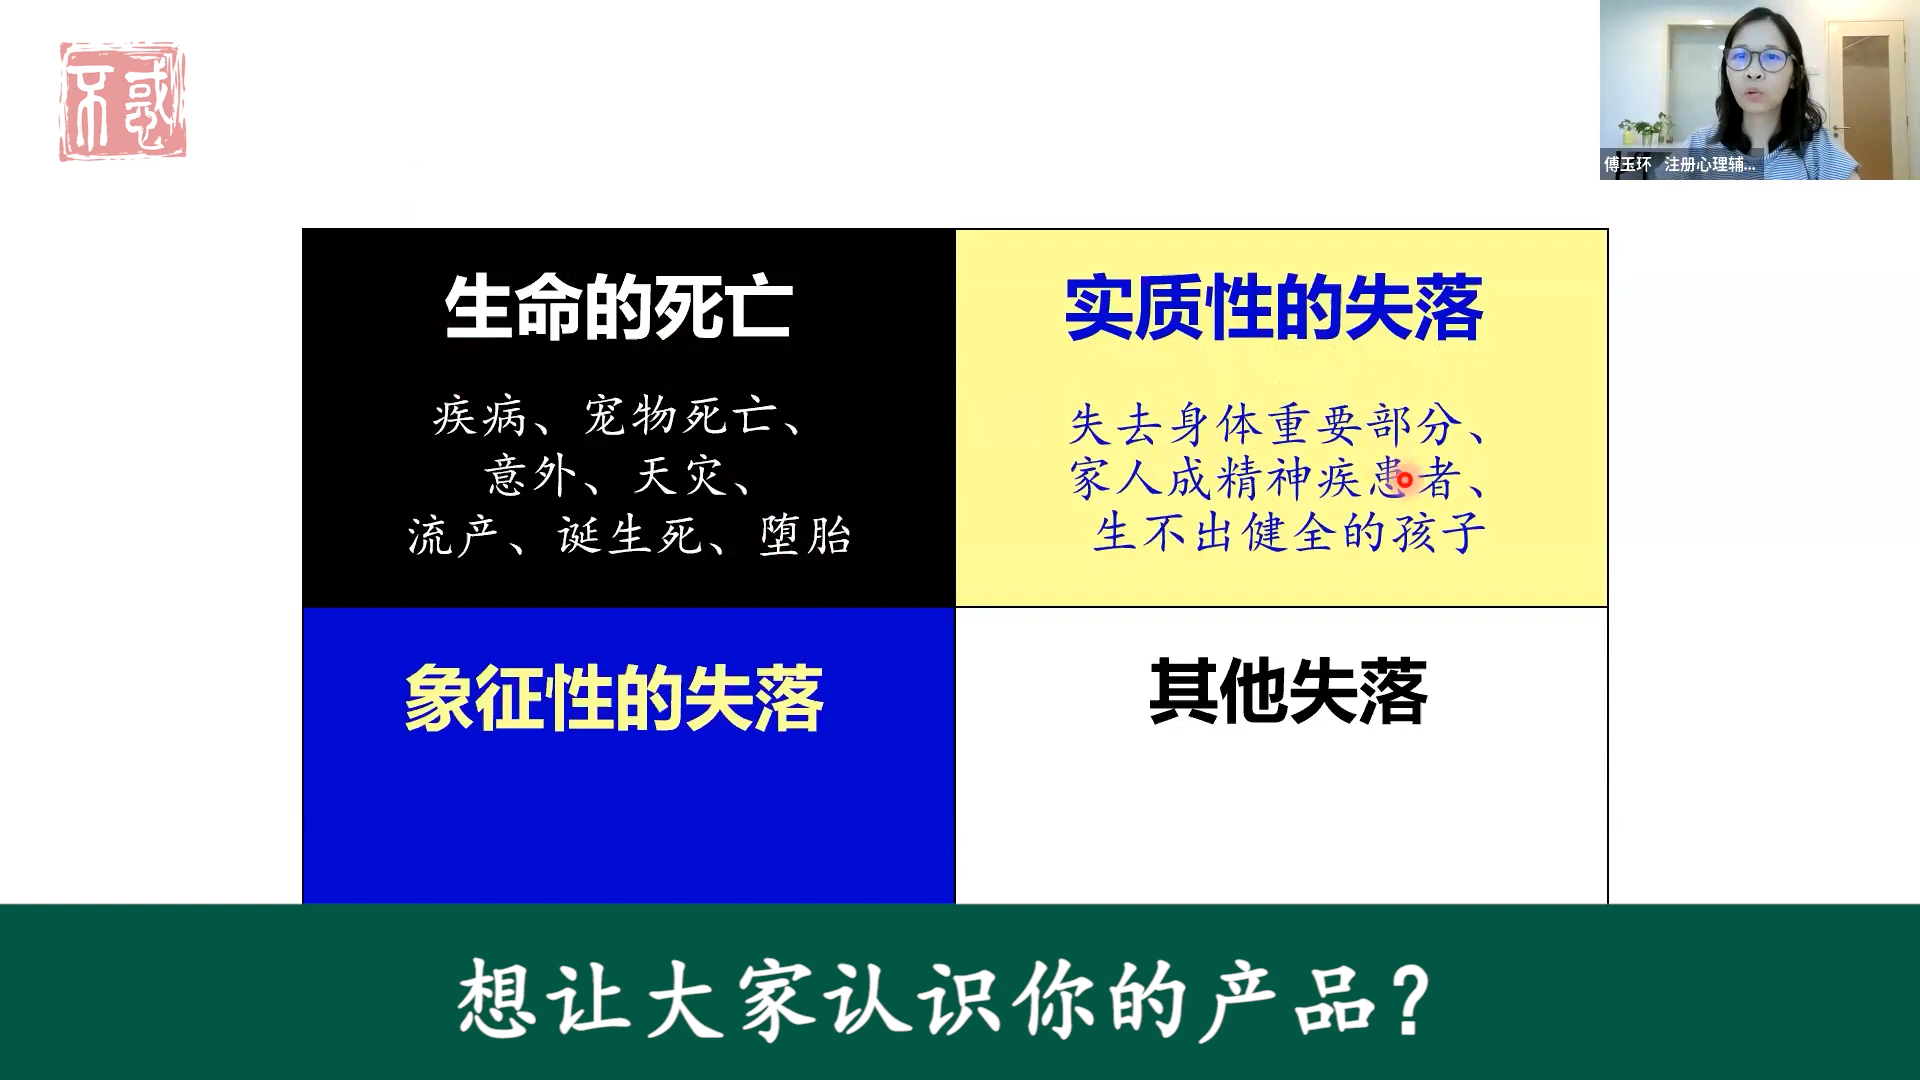 不惑
傅玉环 注册心理辅...
生命的死亡
疾病、宠物死亡、
意外、天灾、
流产、诞生死、堕胎
实质性的失落
失去身体重要部分、
家人成精神疾患者、
生不出健全的孩子
象征性的失落
其他失落
想让大家认识你的产品？